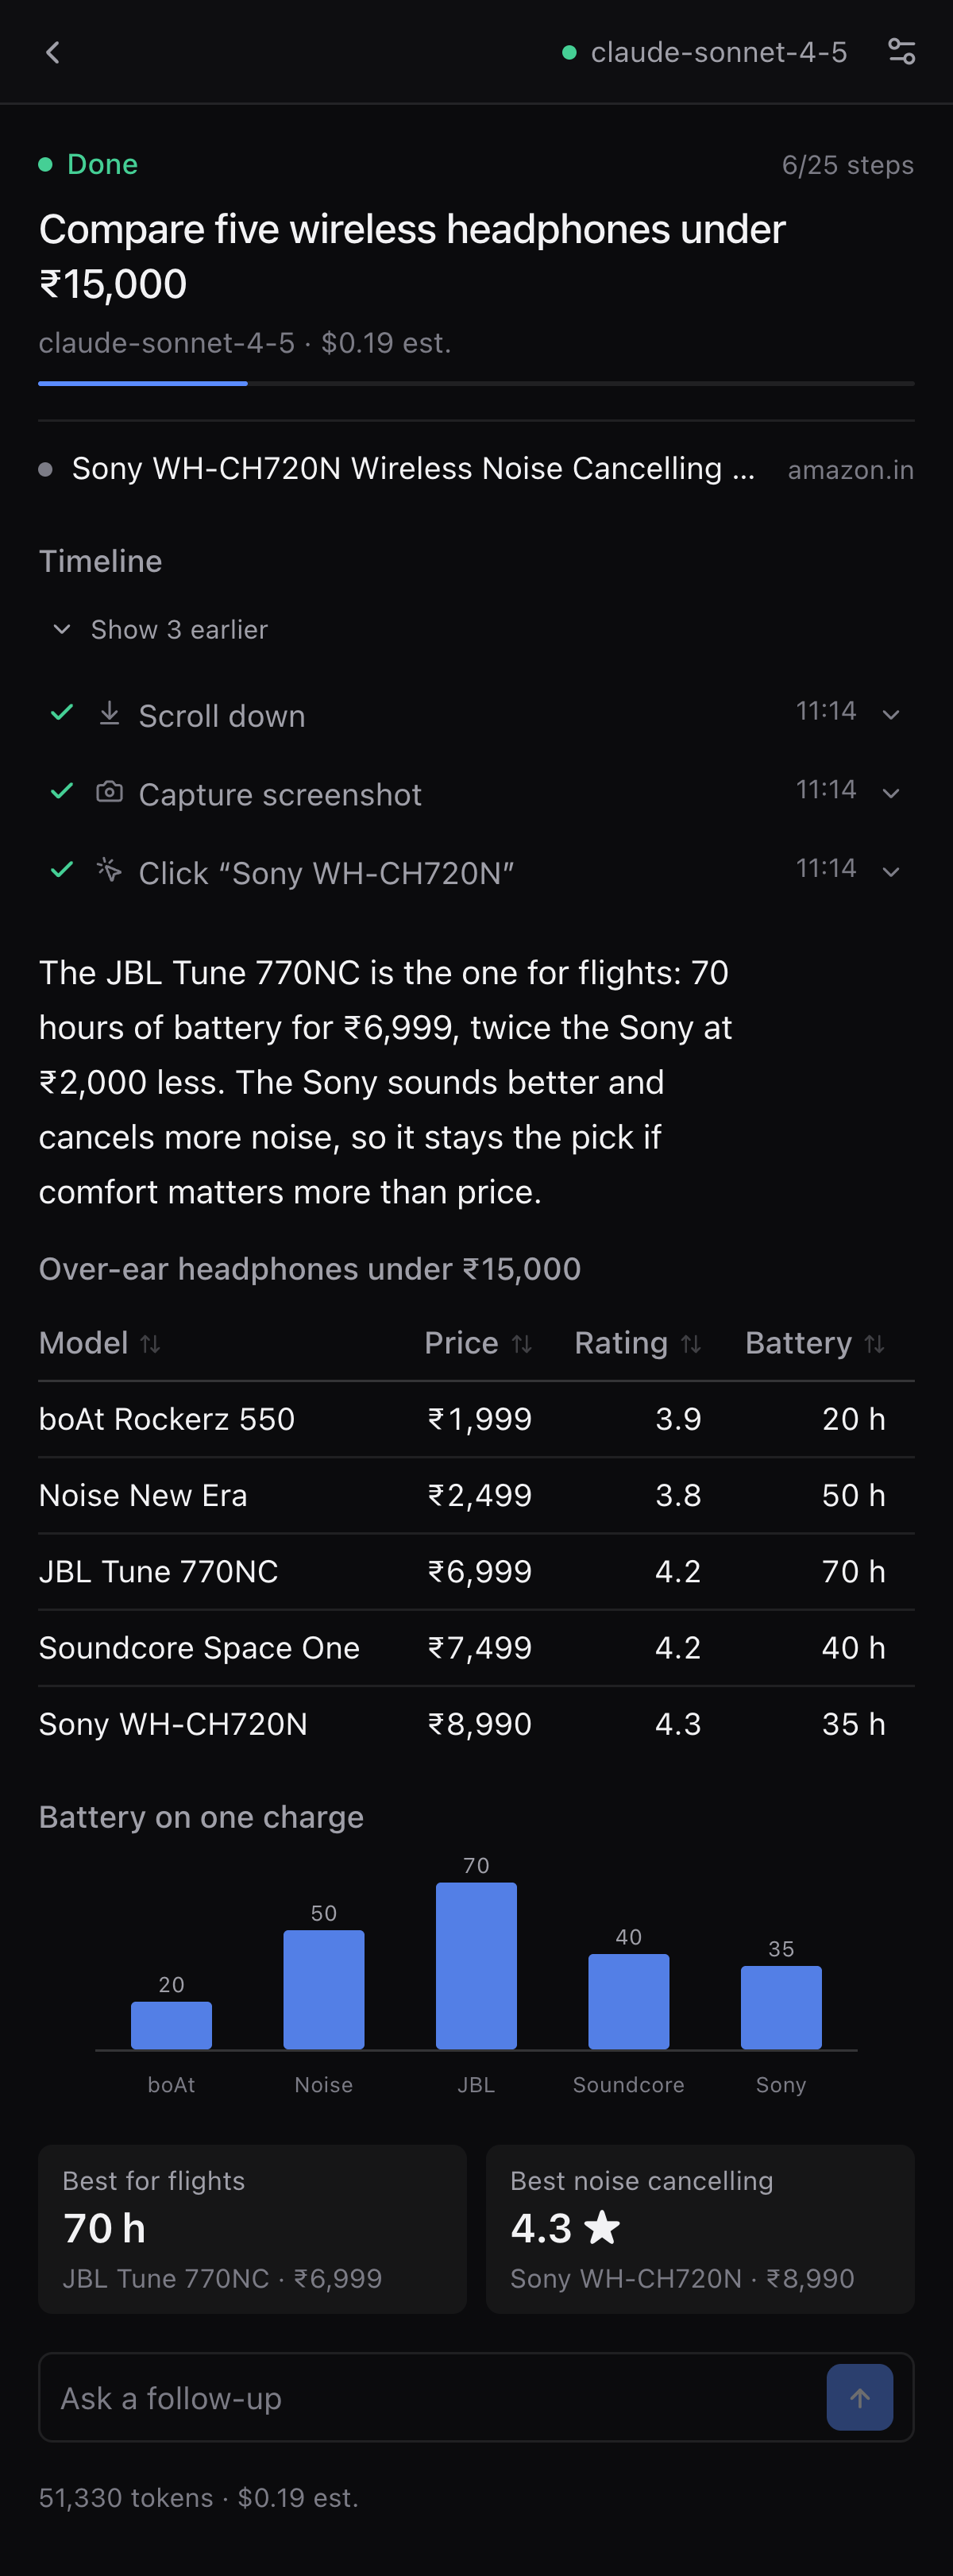 claude-sonnet-4-5
Done
6/25 steps
Compare five wireless headphones under
₹15,000
claude-sonnet-4-5 · $0.19 est.
Sony WH-CH720N Wireless Noise Cancelling ...
amazon.in
Timeline
Show 3 earlier
Scroll down 11:14
Capture screenshot 11:14
Click “Sony WH-CH720N” 11:14
The JBL Tune 770NC is the one for flights: 70
hours of battery for ₹6,999, twice the Sony at
₹2,000 less. The Sony sounds better and
cancels more noise, so it stays the pick if
comfort matters more than price.
Over-ear headphones under ₹15,000
Model Price Rating Battery
boAt Rockerz 550 ₹1,999 3.9 20 h
Noise New Era ₹2,499 3.8 50 h
JBL Tune 770NC ₹6,999 4.2 70 h
Soundcore Space One ₹7,499 4.2 40 h
Sony WH-CH720N ₹8,990 4.3 35 h
Battery on one charge
20 50 70 40 35
boAt Noise JBL Soundcore Sony
Best for flights
70 h
JBL Tune 770NC · ₹6,999
Best noise cancelling
4.3 ★
Sony WH-CH720N · ₹8,990
Ask a follow-up
51,330 tokens · $0.19 est.